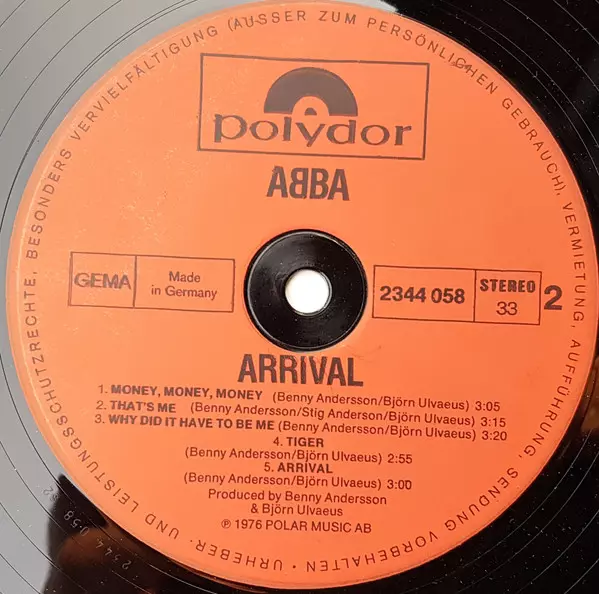 polydor
AᗺBA
GEMA
Made
in Germany
2344 058
STEREO
33
2
ARRIVAL
1. MONEY, MONEY, MONEY (Benny Andersson/Björn Ulvaeus) 3:05
2. THAT'S ME (Benny Andersson/Stig Anderson/Björn Ulvaeus) 3:15
3. WHY DID IT HAVE TO BE ME (Benny Andersson/Björn Ulvaeus) 3:20
4. TIGER
(Benny Andersson/Björn Ulvaeus) 2:55
5. ARRIVAL
(Benny Andersson/Björn Ulvaeus) 3:00
Produced by Benny Andersson
& Björn Ulvaeus
℗ 1976 POLAR MUSIC AB
URHEBER- UND LEISTUNGSSCHUTZRECHTE, BESONDERS VERVIELFÄLTIGUNG (AUSSER ZUM PERSÖNLICHEN GEBRAUCH), VERMIETUNG, AUFFÜHRUNG, SENDUNG VORBEHALTEN ·
2344 058